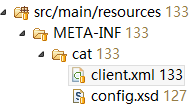 src/main/resources 133
META-INF 133
cat 133
client.xml 133
config.xsd 127